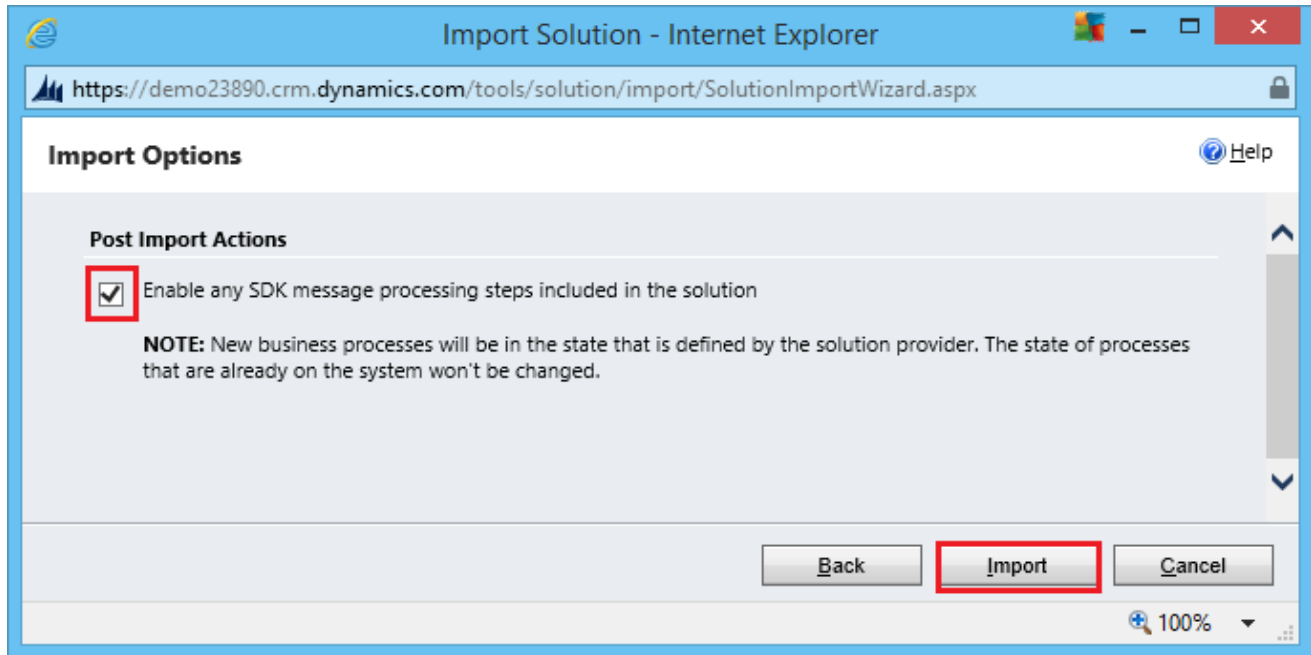 Import Solution - Internet Explorer
https://demo23890.crm.dynamics.com/tools/solution/import/SolutionImportWizard.aspx
Import Options
Help
Post Import Actions
Enable any SDK message processing steps included in the solution
NOTE: New business processes will be in the state that is defined by the solution provider. The state of processes
that are already on the system won't be changed.
Back Import Cancel
100%